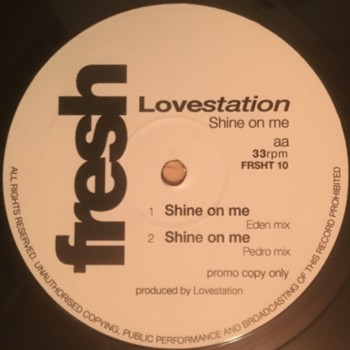 fresh
Lovestation
Shine on me
aa
33rpm
FRSHT 10
1 Shine on me
Eden mix
2 Shine on me
Pedro mix
promo copy only
produced by Lovestation
ALL RIGHTS RESERVED. UNAUTHORISED COPYING, PUBLIC PERFORMANCE AND BROADCASTING OF THIS RECORD PROHIBITED